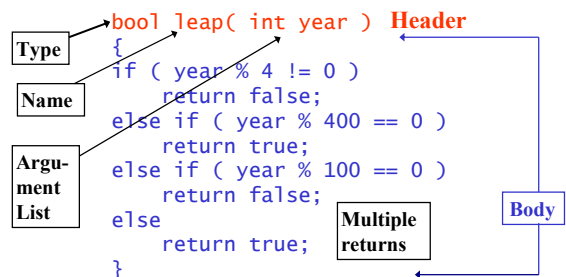 bool leap( int year ) Header
Type
{
if ( year % 4 != 0 )
Name
return false;
else if ( year % 400 == 0 )
return true;
Argu-
ment
List
else if ( year % 100 == 0 )
return false;
Body
else
Multiple
returns
return true;
}